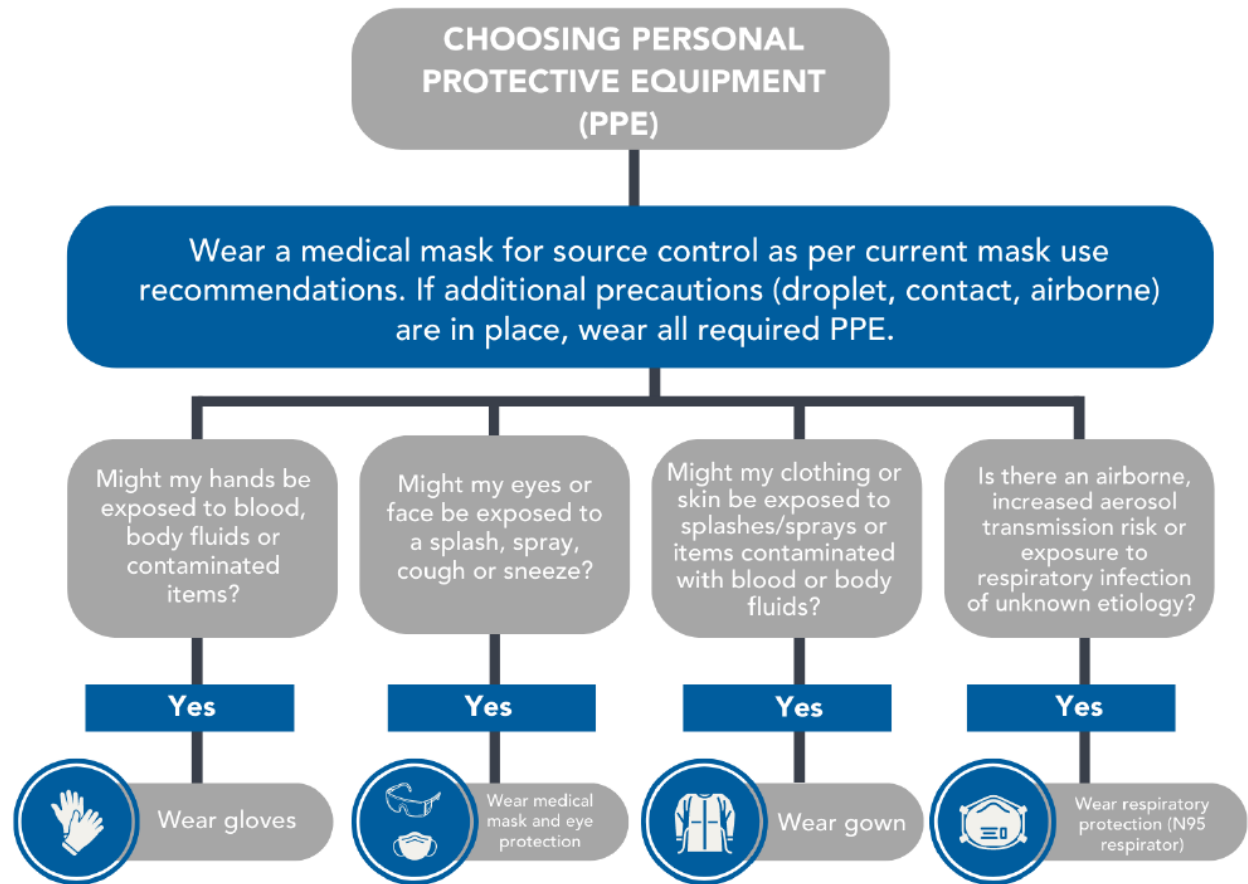 CHOOSING PERSONAL
PROTECTIVE EQUIPMENT
(PPE)
Wear a medical mask for source control as per current mask use
recommendations. If additional precautions (droplet, contact, airborne)
are in place, wear all required PPE.
Might my hands be
exposed to blood,
body fluids or
contaminated
items?
Might my eyes or
face be exposed to
a splash, spray,
cough or sneeze?
Might my clothing or
skin be exposed to
splashes/sprays or
items contaminated
with blood or body
fluids?
Is there an airborne,
increased aerosol
transmission risk or
exposure to
respiratory infection
of unknown etiology?
Yes
Yes
Yes
Yes
Wear gloves
Wear medical
mask and eye
protection
Wear gown
Wear respiratory
protection (N95
respirator)